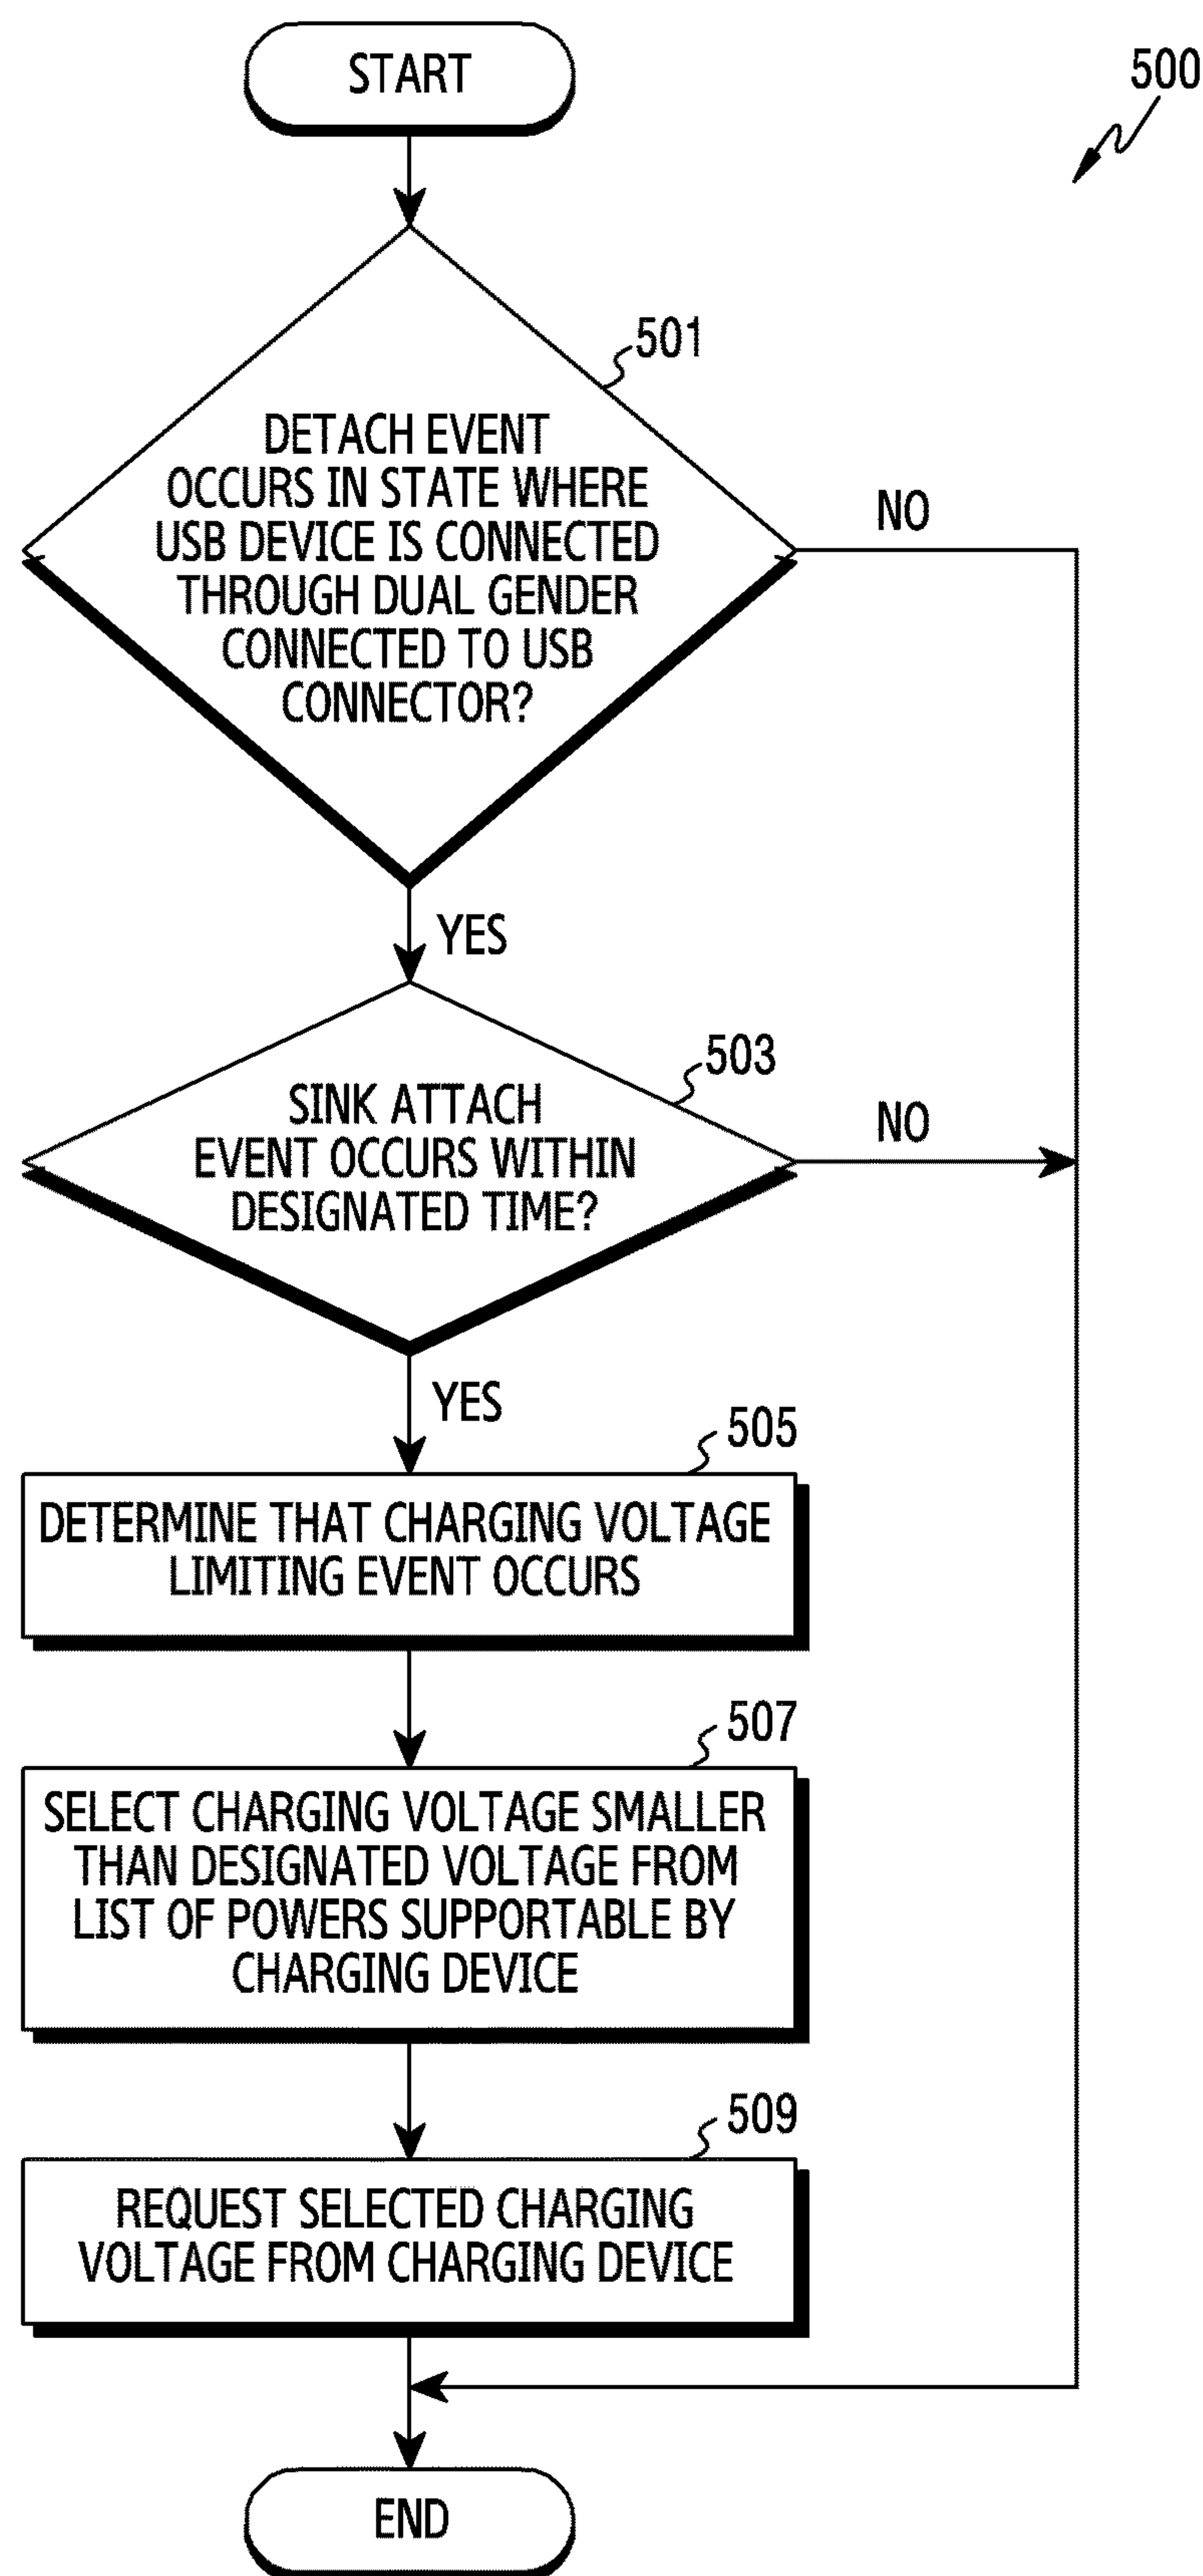 START
500
501
DETACH EVENT
OCCURS IN STATE WHERE
USB DEVICE IS CONNECTED
THROUGH DUAL GENDER
CONNECTED TO USB
CONNECTOR?
NO
YES
503
SINK ATTACH
EVENT OCCURS WITHIN
DESIGNATED TIME?
NO
YES
505
DETERMINE THAT CHARGING VOLTAGE
LIMITING EVENT OCCURS
507
SELECT CHARGING VOLTAGE SMALLER
THAN DESIGNATED VOLTAGE FROM
LIST OF POWERS SUPPORTABLE BY
CHARGING DEVICE
509
REQUEST SELECTED CHARGING
VOLTAGE FROM CHARGING DEVICE
END